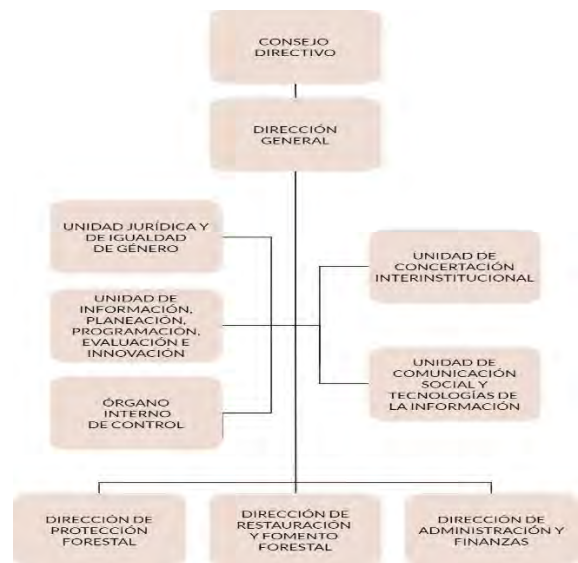 CONSEJO
DIRECTIVO
DIRECCIÓN
GENERAL
UNIDAD JURÍDICA Y
DE IGUALDAD
DE GÉNERO
UNIDAD DE
INFORMACIÓN,
PLANEACIÓN,
PROGRAMACIÓN,
EVALUACIÓN E
INNOVACIÓN
ÓRGANO
INTERNO
DE CONTROL
UNIDAD DE
CONCERTACIÓN
INTERINSTITUCIONAL
UNIDAD DE
COMUNICACIÓN
SOCIAL Y
TECNOLOGÍAS DE
LA INFORMACIÓN
DIRECCIÓN DE
PROTECCIÓN
FORESTAL
DIRECCIÓN DE
RESTAURACIÓN
Y FOMENTO
FORESTAL
DIRECCIÓN DE
ADMINISTRACIÓN Y
FINANZAS